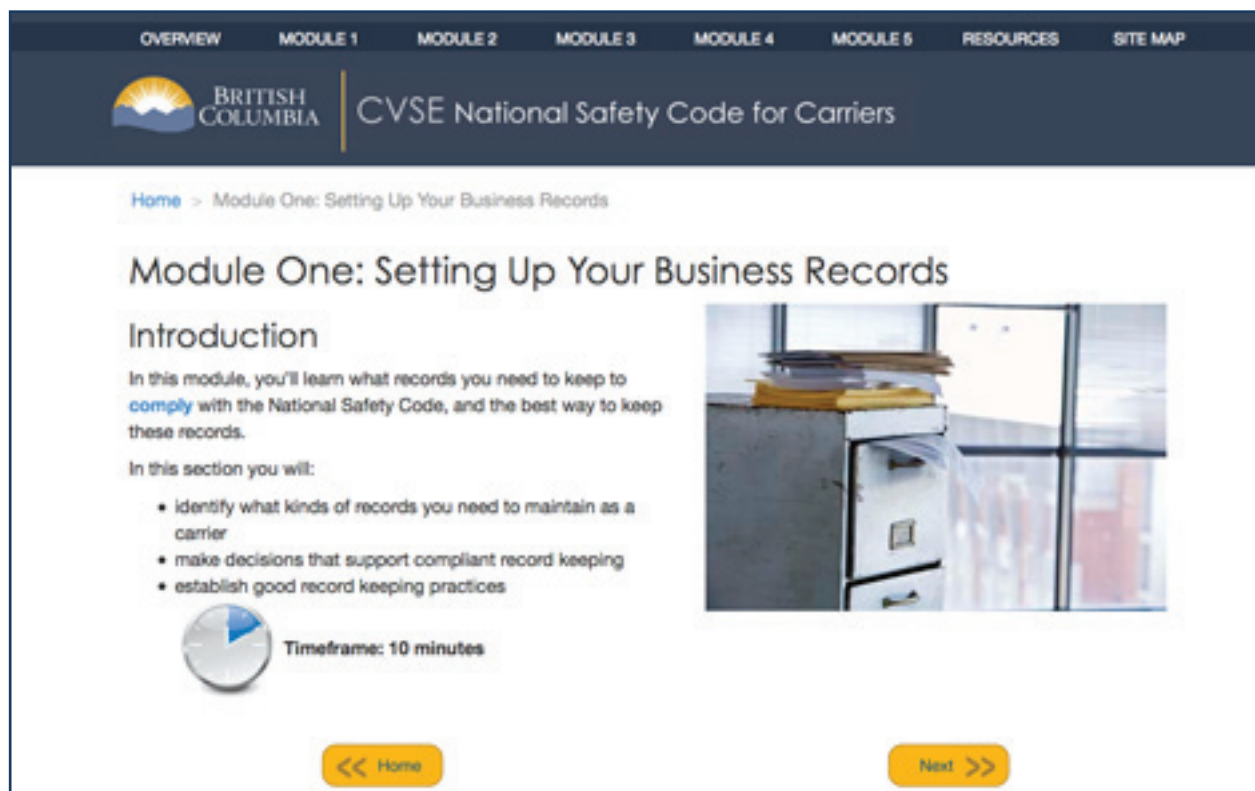 OVERVIEW MODULE 1 MODULE 2 MODULE 3 MODULE 4 MODULE 5 RESOURCES SITE MAP
BRITISH
COLUMBIA
CVSE National Safety Code for Carriers
Home > Module One: Setting Up Your Business Records
Module One: Setting Up Your Business Records
Introduction
In this module, you'll learn what records you need to keep to
comply with the National Safety Code, and the best way to keep
these records.
In this section you will:
• identify what kinds of records you need to maintain as a
carrier
• make decisions that support compliant record keeping
• establish good record keeping practices
Timeframe: 10 minutes
<< Home
Next >>